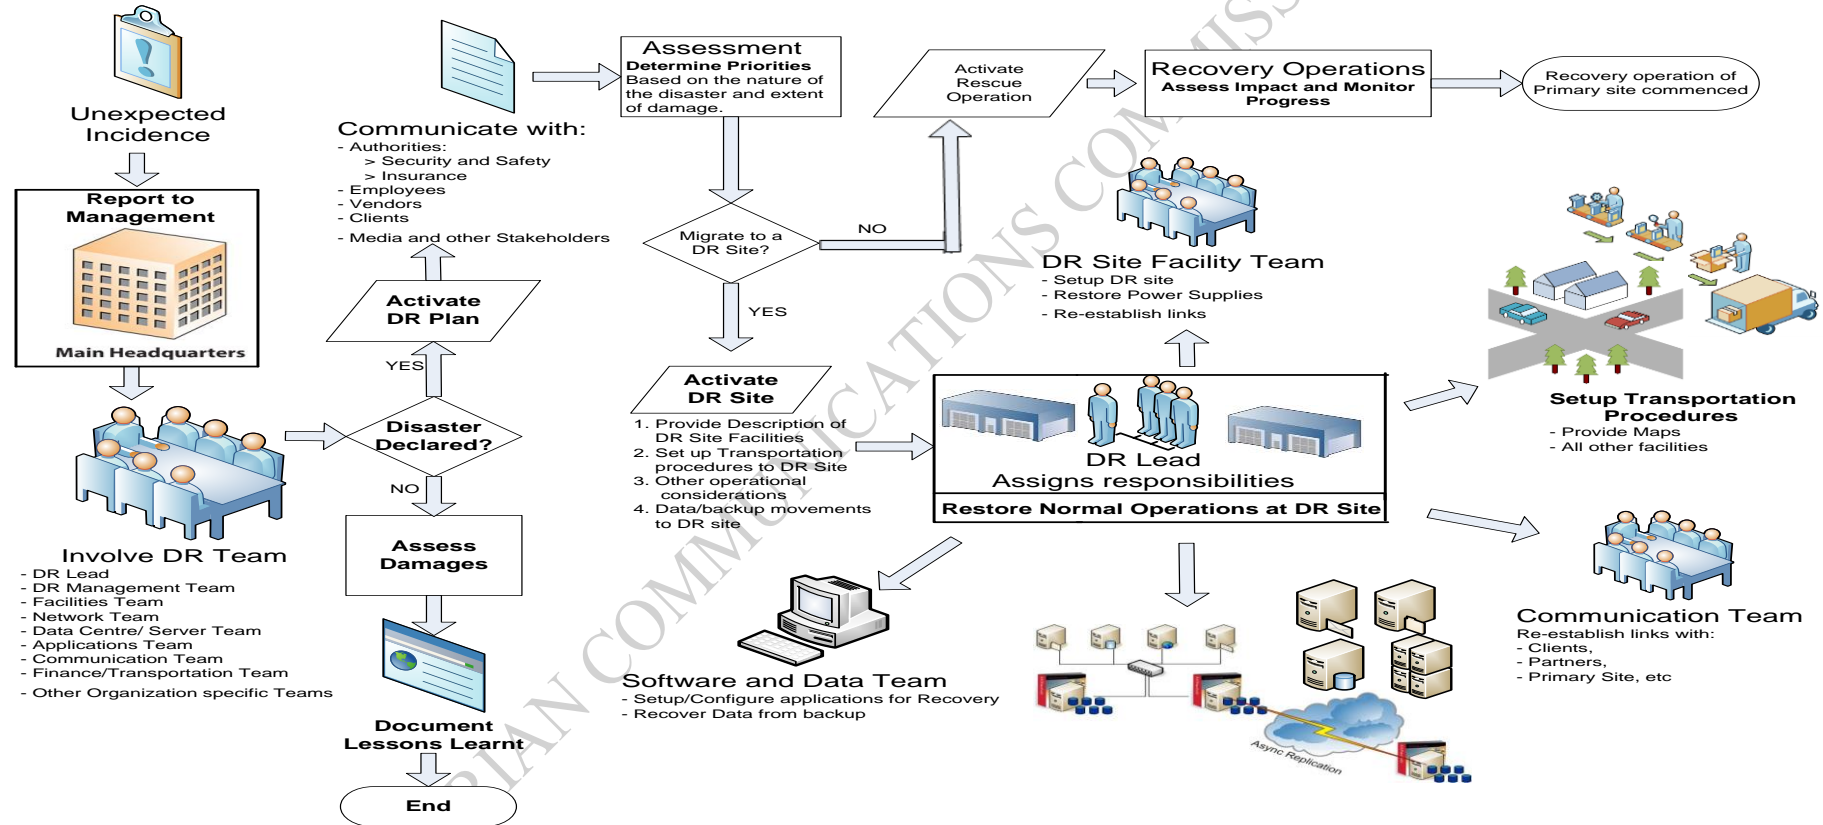 Unexpected
Incidence
Report to
Management
Main Headquarters
Involve DR Team
- DR Lead
- DR Management Team
- Facilities Team
- Network Team
- Data Centre/ Server Team
- Applications Team
- Communication Team
- Finance/Transportation Team
- Other Organization specific Teams
Disaster
Declared?
YES
Activate
DR Plan
NO
Assess
Damages
Document
Lessons Learnt
End
Communicate with:
- Authorities:
> Security and Safety
> Insurance
- Employees
- Vendors
- Clients
- Media and other Stakeholders
Assessment
Determine Priorities
Based on the nature of
the disaster and extent
of damage.
Migrate to a
DR Site?
NO
YES
Activate
Rescue
Operation
Recovery Operations
Assess Impact and Monitor
Progress
Recovery operation of
Primary site commenced
Activate
DR Site
1. Provide Description of
DR Site Facilities
2. Set up Transportation
procedures to DR Site
3. Other operational
considerations
4. Data/backup movements
to DR site
DR Lead
Assigns responsibilities
Restore Normal Operations at DR Site
DR Site Facility Team
- Setup DR site
- Restore Power Supplies
- Re-establish links
Setup Transportation
Procedures
- Provide Maps
- All other facilities
Communication Team
Re-establish links with:
- Clients,
- Partners,
- Primary Site, etc
Software and Data Team
- Setup/Configure applications for Recovery
- Recover Data from backup
Async Replication
RIAN COMMUNICATIONS COMMISS